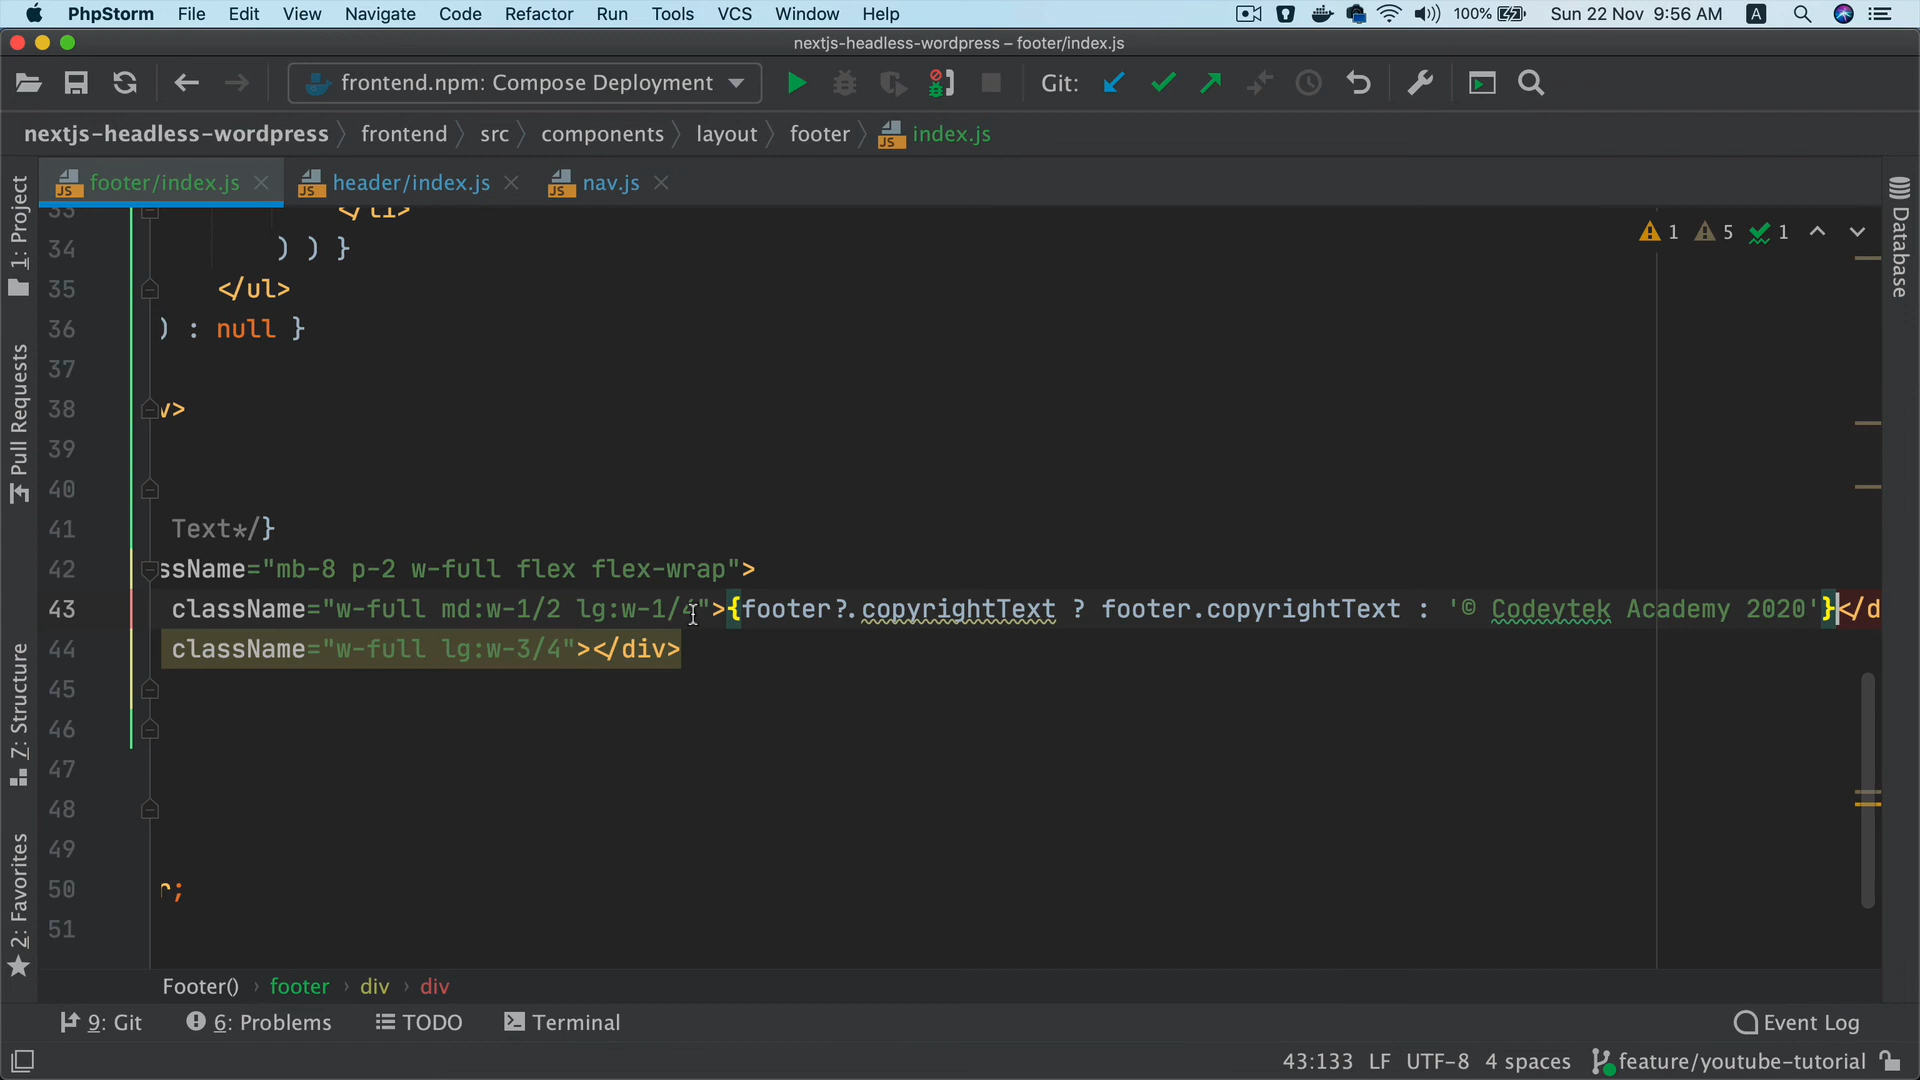 PhpStorm File Edit View Navigate Code Refactor Run Tools VCS Window Help 100% Sun 22 Nov 9:56 AM A
nextjs-headless-wordpress – footer/index.js
frontend.npm: Compose Deployment Git:
nextjs-headless-wordpress frontend src components layout footer index.js
footer/index.js header/index.js nav.js
33 </li>
34 ) ) }
35 </ul>
36 ) : null }
37
38 v>
39
40
41 Text*/}
42 ssName="mb-8 p-2 w-full flex flex-wrap">
43 className="w-full md:w-1/2 lg:w-1/4">{footer?.copyrightText ? footer.copyrightText : '© Codeytek Academy 2020'}</d
44 className="w-full lg:w-3/4"></div>
45
46
47
48
49
50 r;
51
1 5 1
1: Project
Pull Requests
Z: Structure
2: Favorites
Database
Footer() footer div div
9: Git 6: Problems TODO Terminal Event Log
43:133 LF UTF-8 4 spaces feature/youtube-tutorial